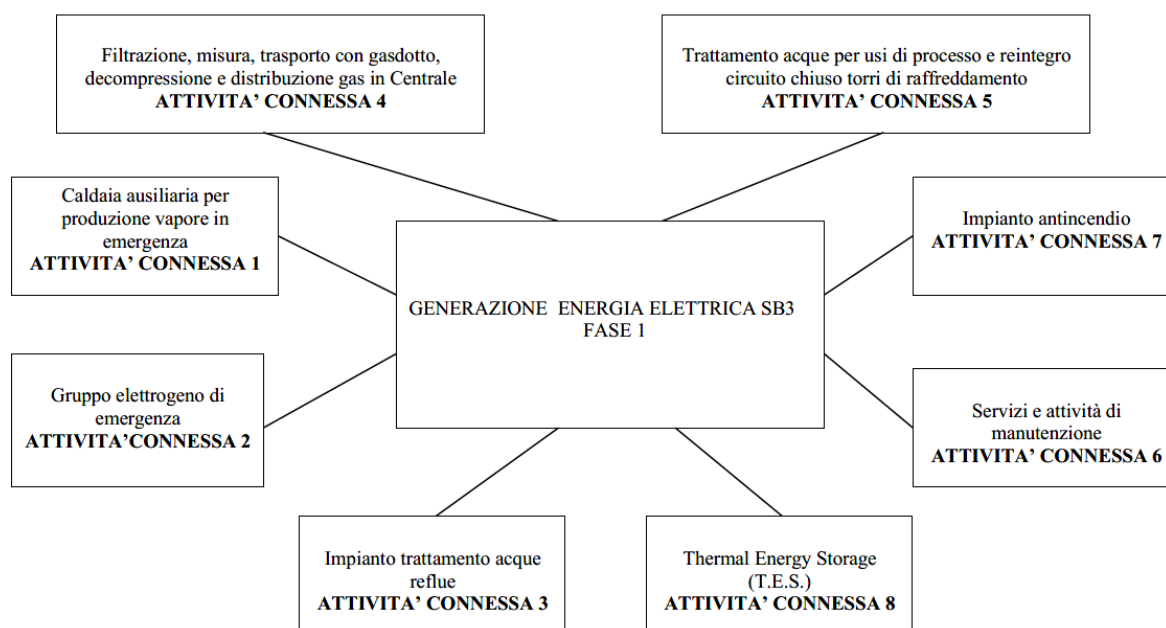 Filtrazione, misura, trasporto con gasdotto,
decompressione e distribuzione gas in Centrale
ATTIVITA’ CONNESSA 4
Trattamento acque per usi di processo e reintegro
circuito chiuso torri di raffreddamento
ATTIVITA’ CONNESSA 5
Caldaia ausiliaria per
produzione vapore in
emergenza
ATTIVITA’ CONNESSA 1
Impianto antincendio
ATTIVITA’ CONNESSA 7
GENERAZIONE ENERGIA ELETTRICA SB3
FASE 1
Gruppo elettrogeno di
emergenza
ATTIVITA’CONNESSA 2
Servizi e attività di
manutenzione
ATTIVITA’ CONNESSA 6
Impianto trattamento acque
reflue
ATTIVITA’ CONNESSA 3
Thermal Energy Storage
(T.E.S.)
ATTIVITA’ CONNESSA 8